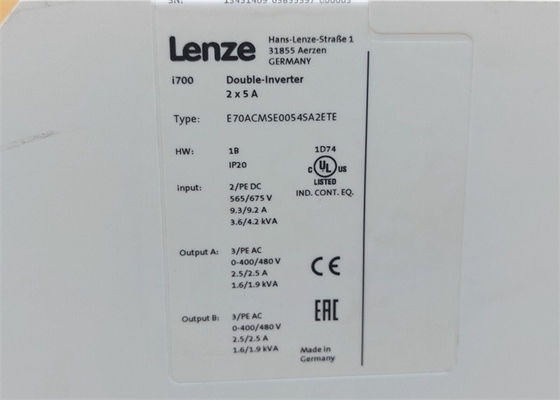 SN:
Lenze
Hans-Lenze-Straße 1
31855 Aerzen
GERMANY
i700 Double-Inverter
2 x 5 A
Type: E70ACMSE0054SA2ETE
HW: 1B
IP20
1D74
C UL US
LISTED
IND. CONT. EQ.
Input: 2/PE DC
565/675 V
9.3/9.2 A
3.6/4.2 kVA
Output A: 3/PE AC
0-400/480 V
2.5/2.5 A
1.6/1.9 kVA
CE
EAC
Output B: 3/PE AC
0-400/480 V
2.5/2.5 A
1.6/1.9 kVA
Made in
Germany